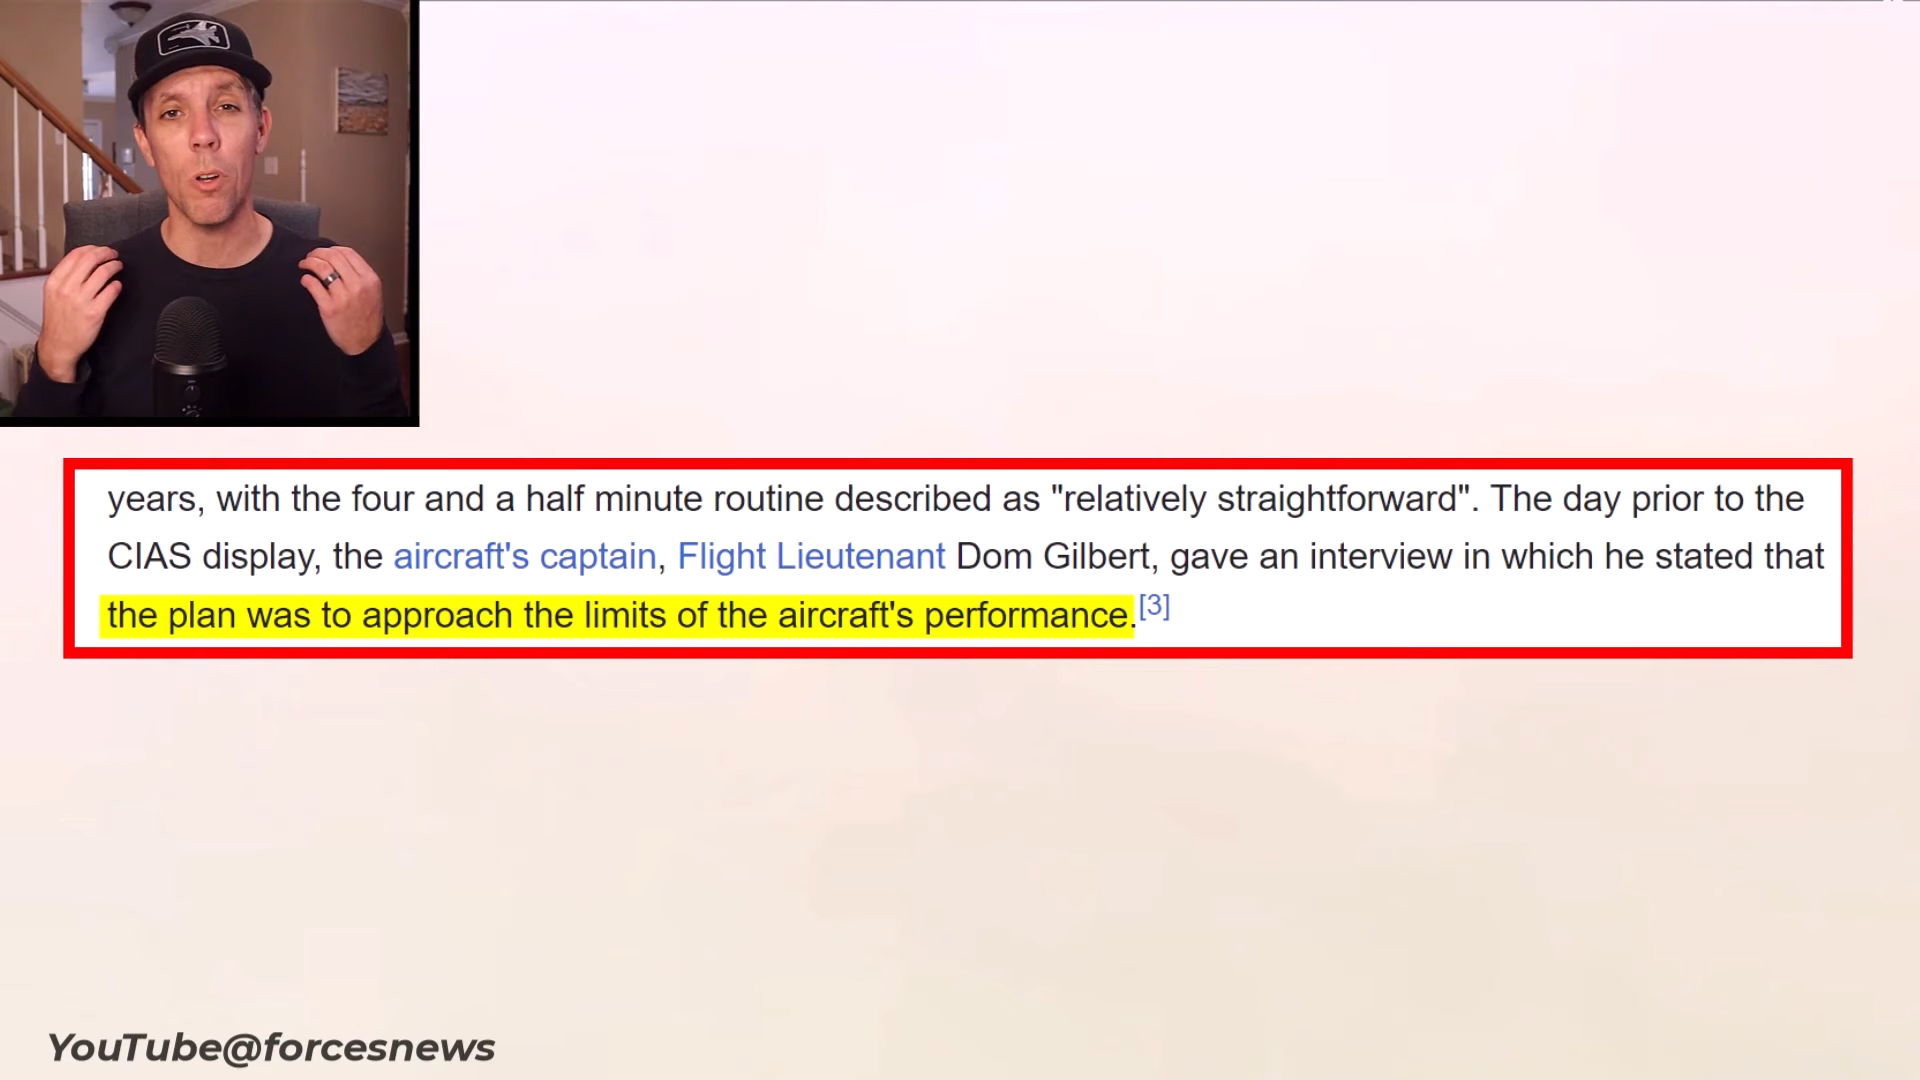 years, with the four and a half minute routine described as "relatively straightforward". The day prior to the
CIAS display, the aircraft's captain, Flight Lieutenant Dom Gilbert, gave an interview in which he stated that
the plan was to approach the limits of the aircraft's performance.[3]
YouTube@forcesnews